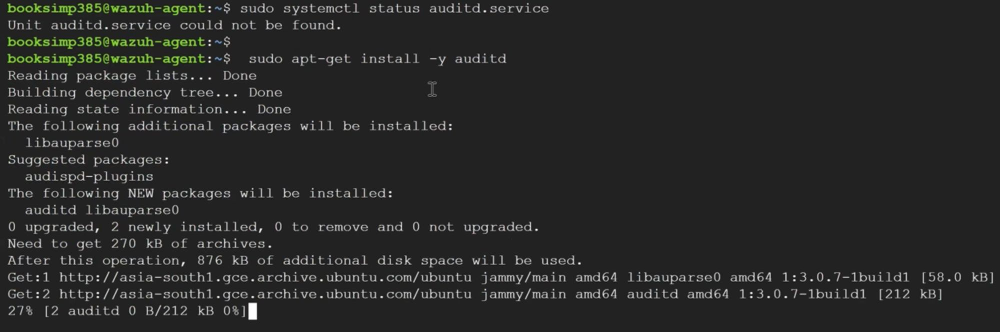 booksimp385@wazuh-agent:~$ sudo systemctl status auditd.service
Unit auditd.service could not be found.
booksimp385@wazuh-agent:~$
booksimp385@wazuh-agent:~$  sudo apt-get install -y auditd
Reading package lists... Done
Building dependency tree... Done
Reading state information... Done
The following additional packages will be installed:
  libauparse0
Suggested packages:
  audispd-plugins
The following NEW packages will be installed:
  auditd libauparse0
0 upgraded, 2 newly installed, 0 to remove and 0 not upgraded.
Need to get 270 kB of archives.
After this operation, 876 kB of additional disk space will be used.
Get:1 http://asia-south1.gce.archive.ubuntu.com/ubuntu jammy/main amd64 libauparse0 amd64 1:3.0.7-1build1 [58.0 kB]
Get:2 http://asia-south1.gce.archive.ubuntu.com/ubuntu jammy/main amd64 auditd amd64 1:3.0.7-1build1 [212 kB]
27% [2 auditd 0 B/212 kB 0%]